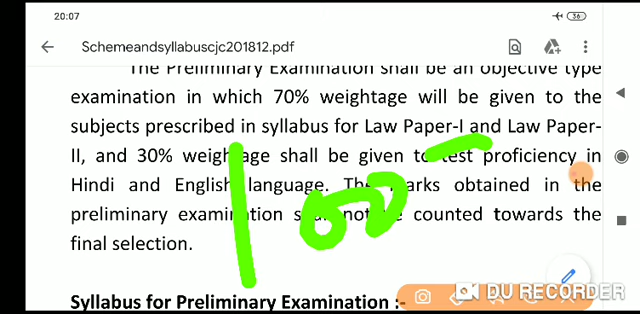 20:07
36
Schemeandsyllabuscjc201812.pdf
The Preliminary Examination shall be an objective type
examination in which 70% weightage will be given to the
subjects prescribed in syllabus for Law Paper-I and Law Paper-
II, and 30% weightage shall be given to test proficiency in
Hindi and English language. The marks obtained in the
preliminary examination shall not be counted towards the
final selection.
100
Syllabus for Preliminary Examination :-
DU RECORDER